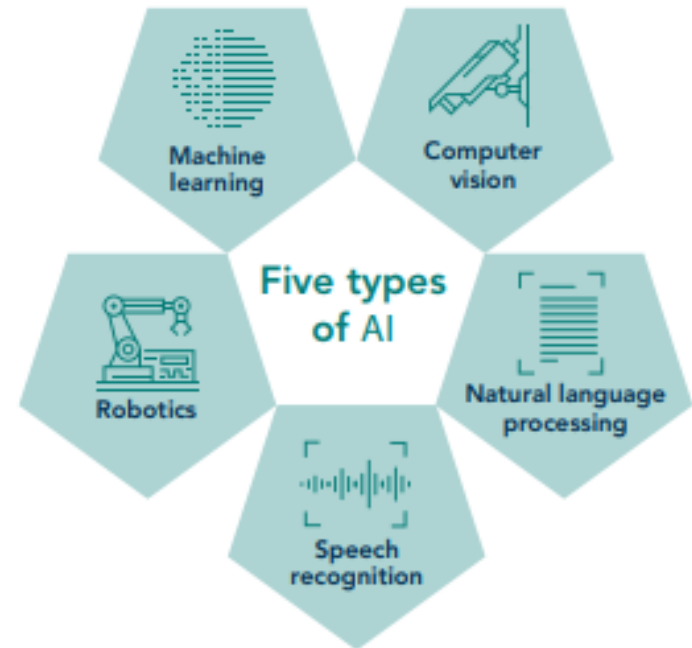 Machine
learning
Computer
vision
Five types
of AI
Robotics
Natural language
processing
Speech
recognition